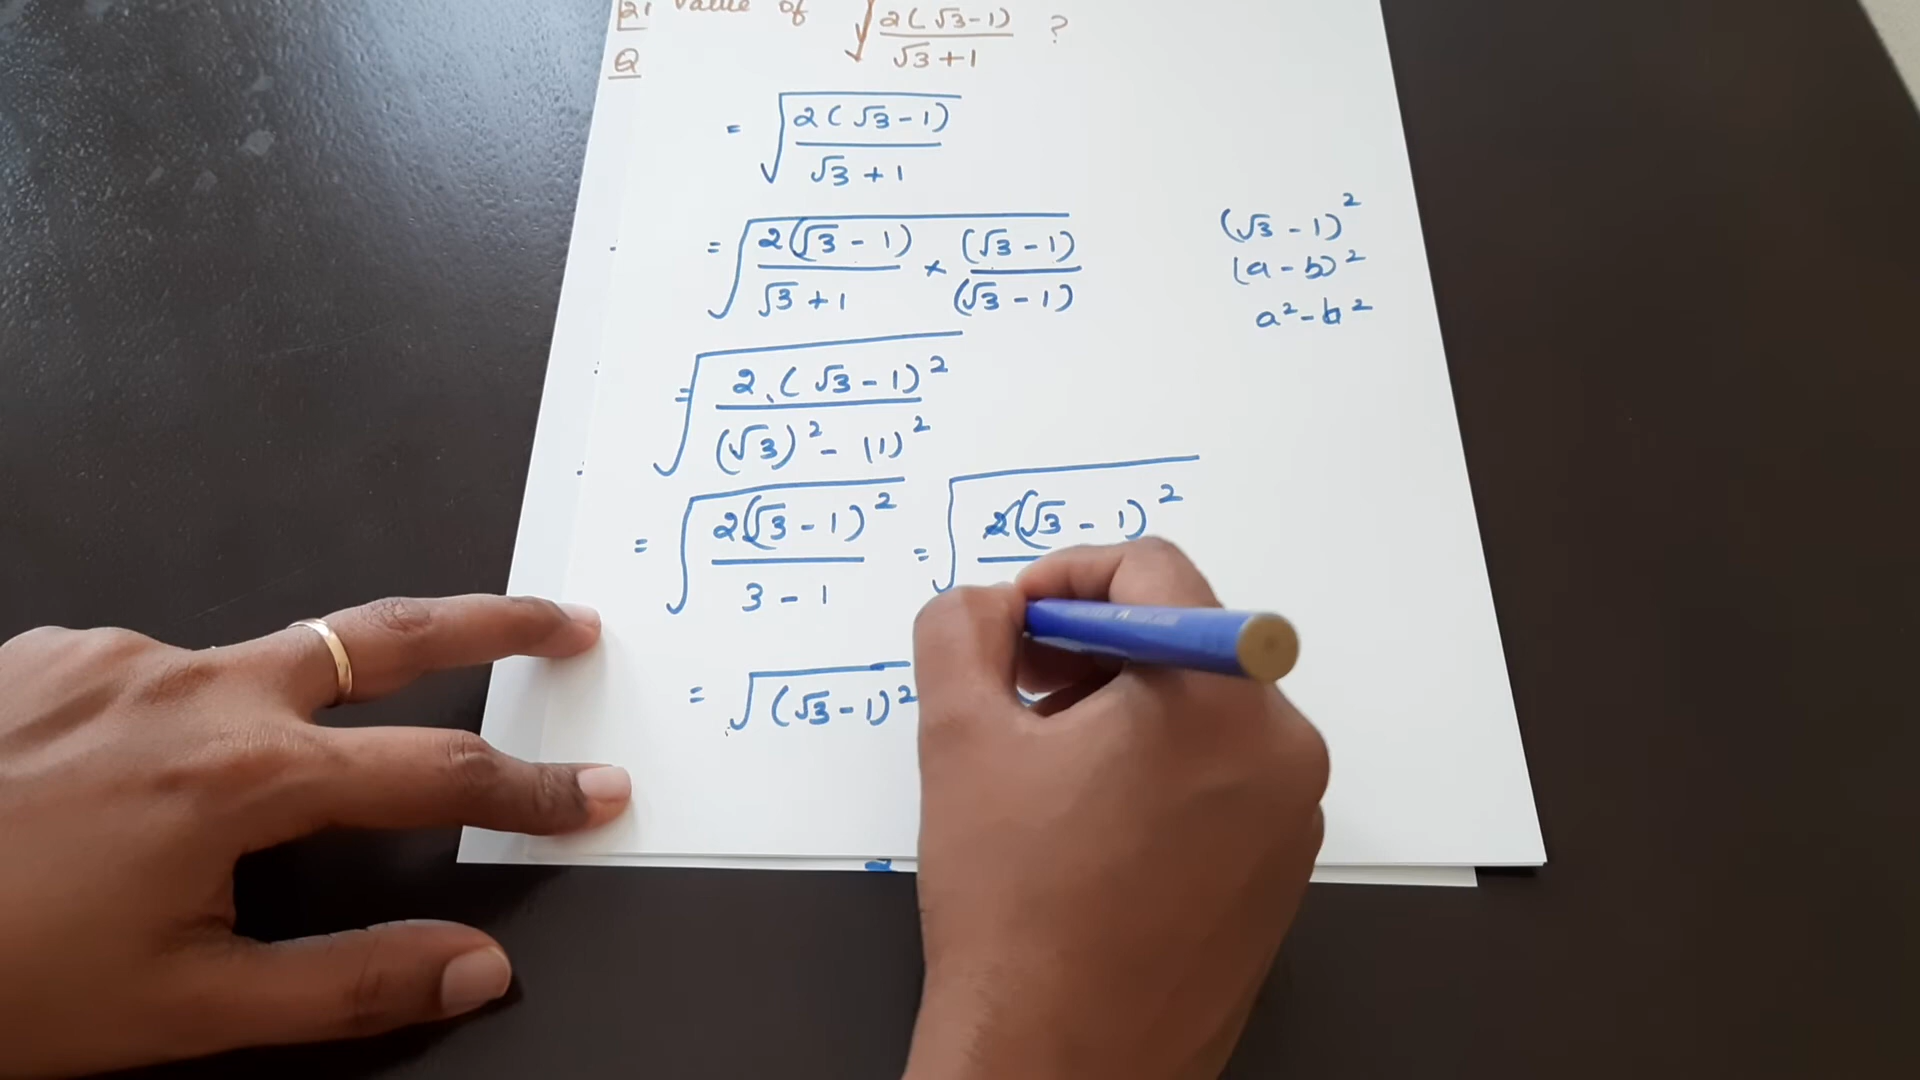 Value of √(2(√3-1)/(√3+1)) ?
Q
= √(2(√3-1)/(√3+1))
= √(2(√3-1)/(√3+1) × (√3-1)/(√3-1))
(√3-1)²
(a-b)²
a²-b²
= √(2.(√3-1)²/((√3)²-(1)²))
= √(2(√3-1)²/(3-1)) = √(2(√3-1)²
= √(√3-1)²